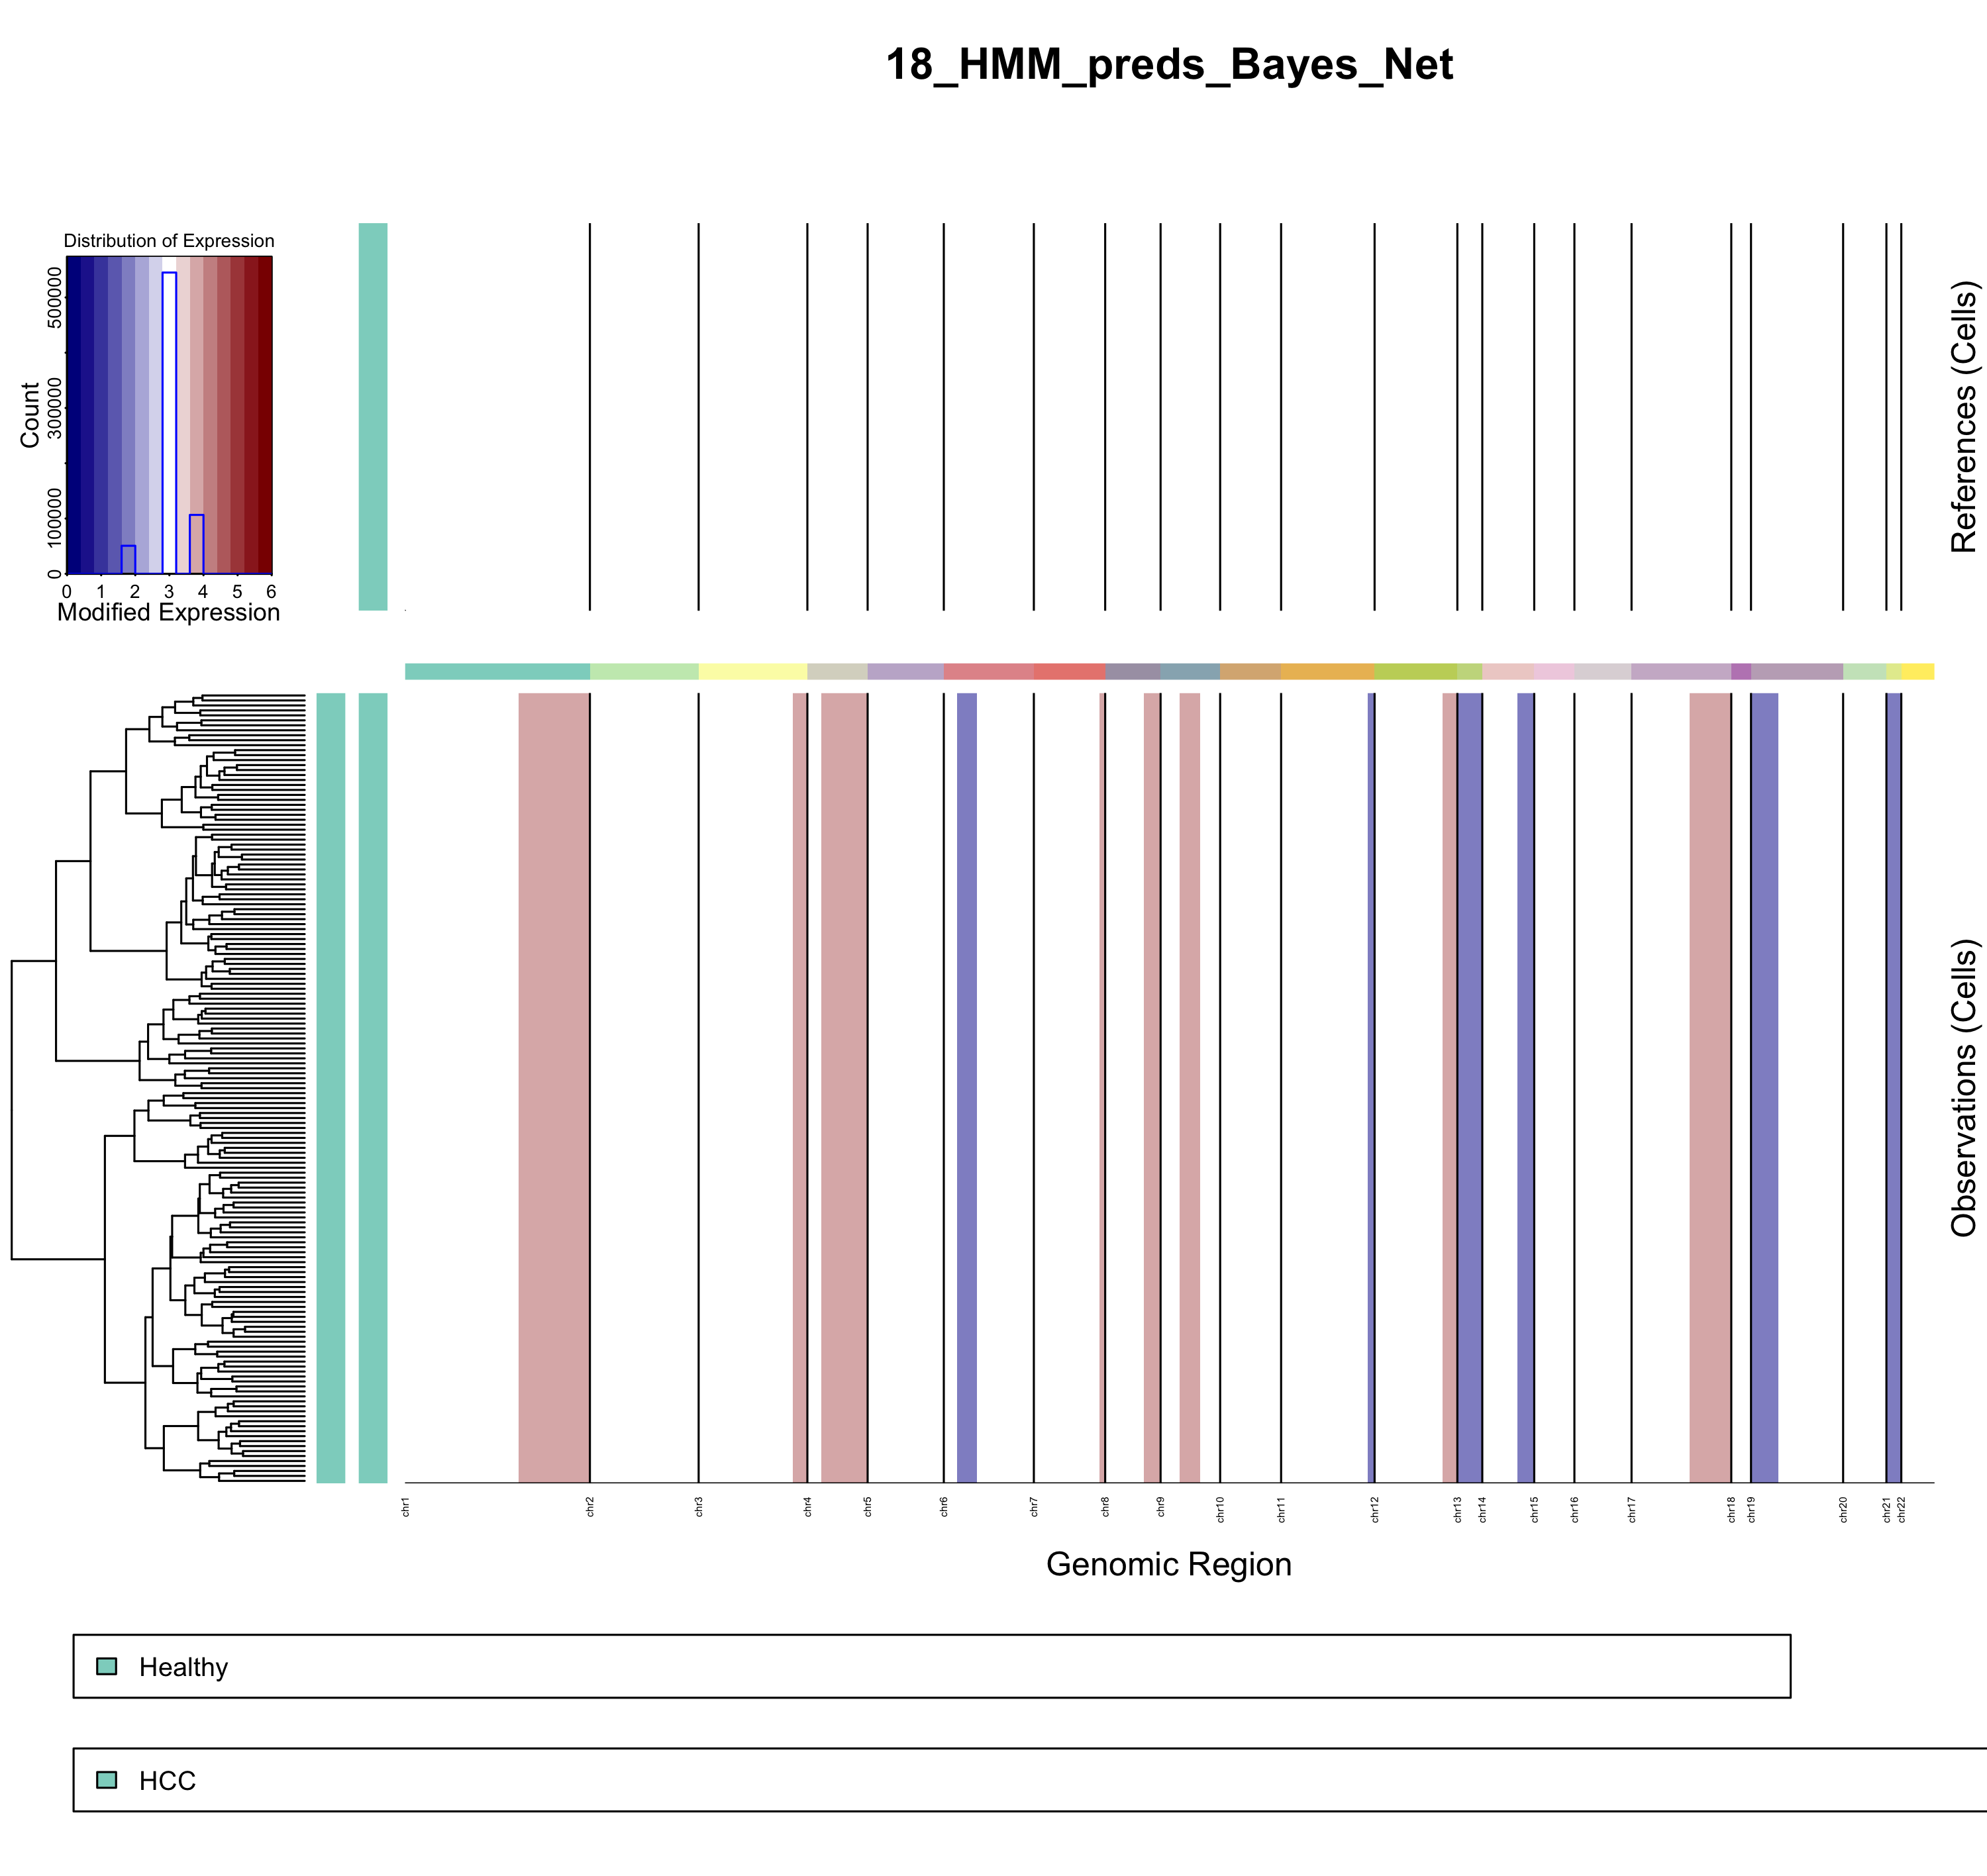 18_HMM_preds_Bayes_Net
Distribution of Expression
Count
0 100000 300000 500000
0 1 2 3 4 5 6
Modified Expression
References (Cells)
Observations (Cells)
chr1 chr2 chr3 chr4 chr5 chr6 chr7 chr8 chr9 chr10 chr11 chr12 chr13 chr14 chr15 chr16 chr17 chr18 chr19 chr20 chr21 chr22
Genomic Region
Healthy
HCC